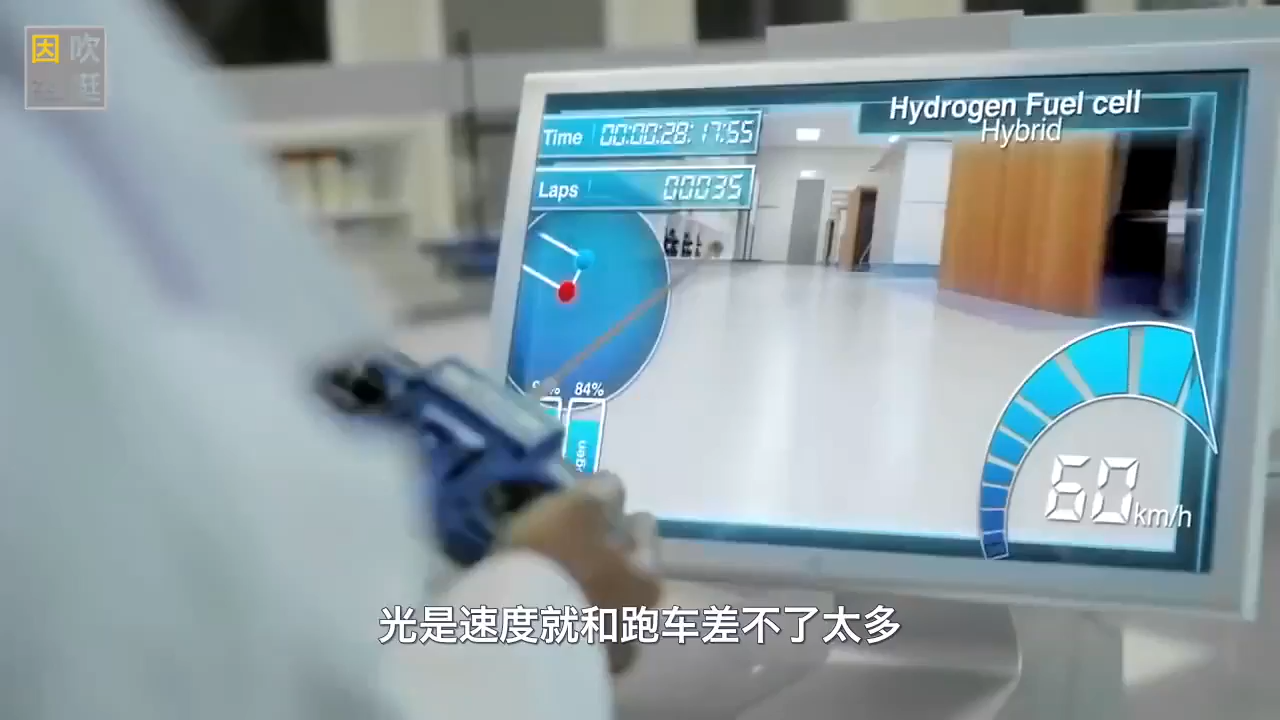 因吹
廷
Hydrogen Fuel cell
Hybrid
Time 00:00:28:17:55
Laps 00035
84%
60 km/h
光是速度就和跑车差不了太多